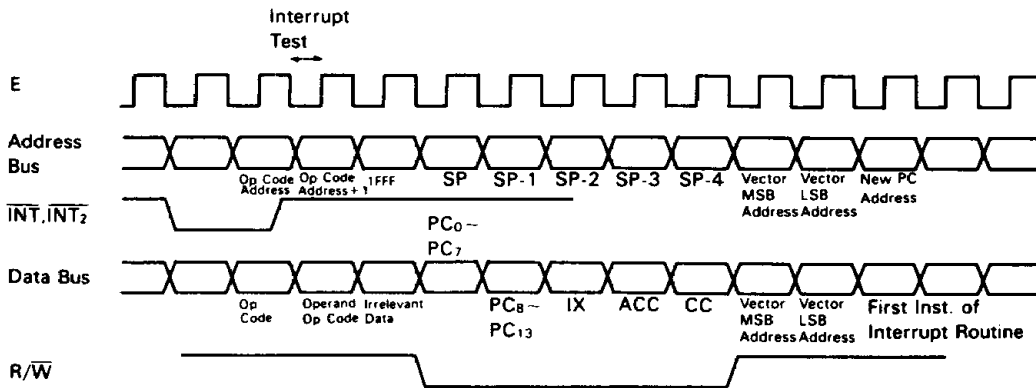 Interrupt
Test
E
Address
Bus
Op Code
Address
Op Code
Address + 1
1FFF
SP
SP-1
SP-2
SP-3
SP-4
Vector
MSB
Address
Vector
LSB
Address
New PC
Address
INT, INT₂
PC₀~
PC₇
Data Bus
Op
Code
Operand
Op Code
Irrelevant
Data
PC₈~
PC₁₃
IX
ACC
CC
Vector
MSB
Address
Vector
LSB
Address
First Inst. of
Interrupt Routine
R/W